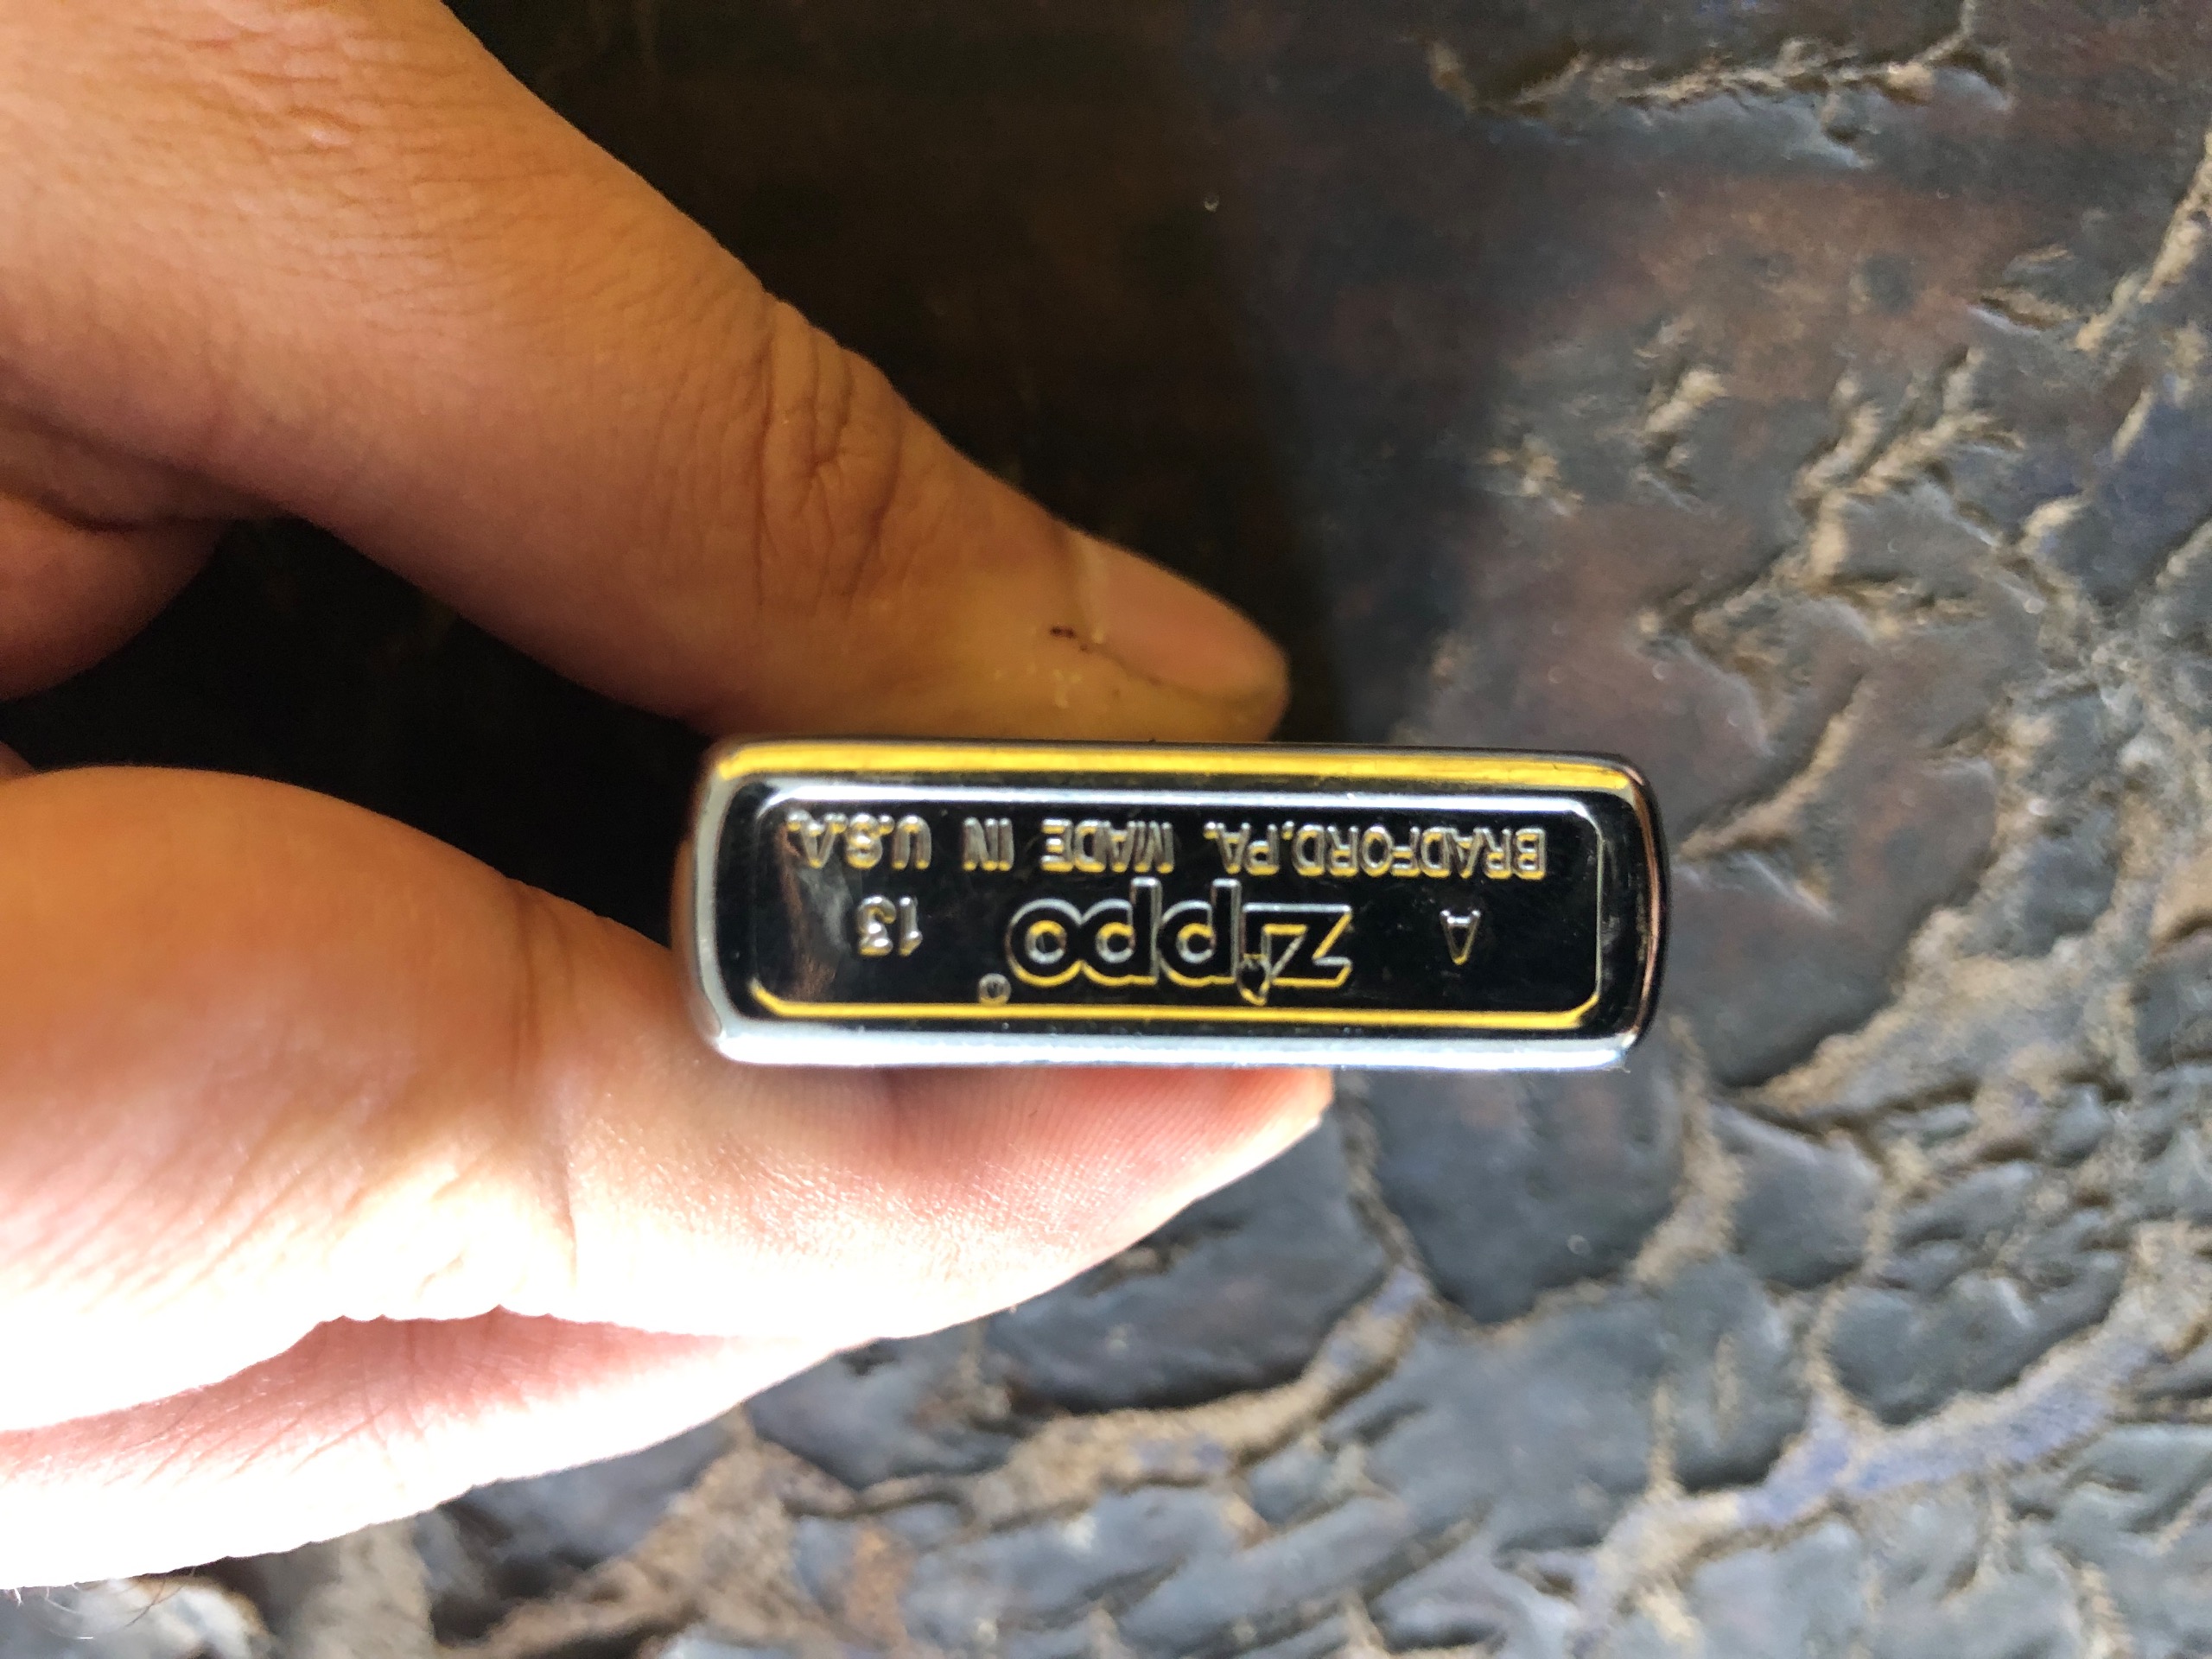 A zippo® 13
BRADFORD,PA. MADE IN U.S.A.